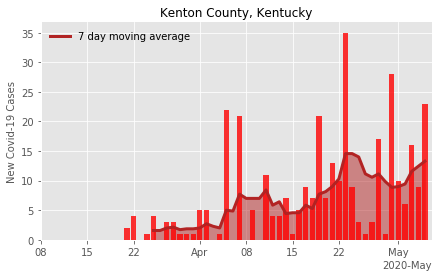 Kenton County, Kentucky
7 day moving average
New Covid-19 Cases
35
30
25
20
15
10
5
0
08 15 22 Apr 08 15 22 May
2020-May